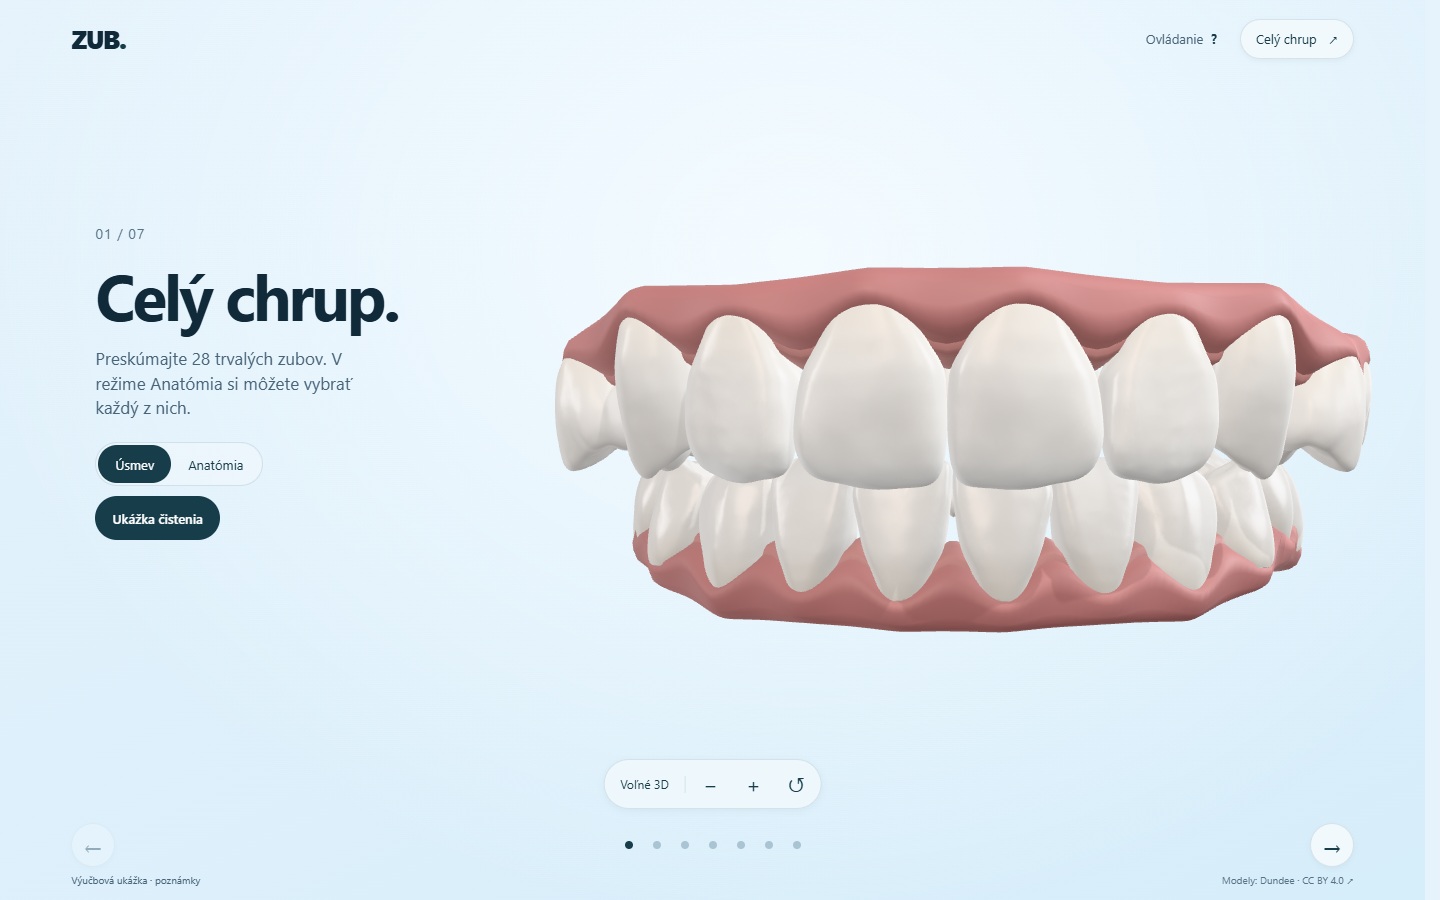 ZUB.
Ovládanie ?
Celý chrup ↗
01 / 07
Celý chrup.
Preskúmajte 28 trvalých zubov. V
režime Anatómia si môžete vybrať
každý z nich.
Úsmev
Anatómia
Ukážka čistenia
Voľné 3D − + ↺
← →
Výučbová ukážka · poznámky
Modely: Dundee · CC BY 4.0 ↗